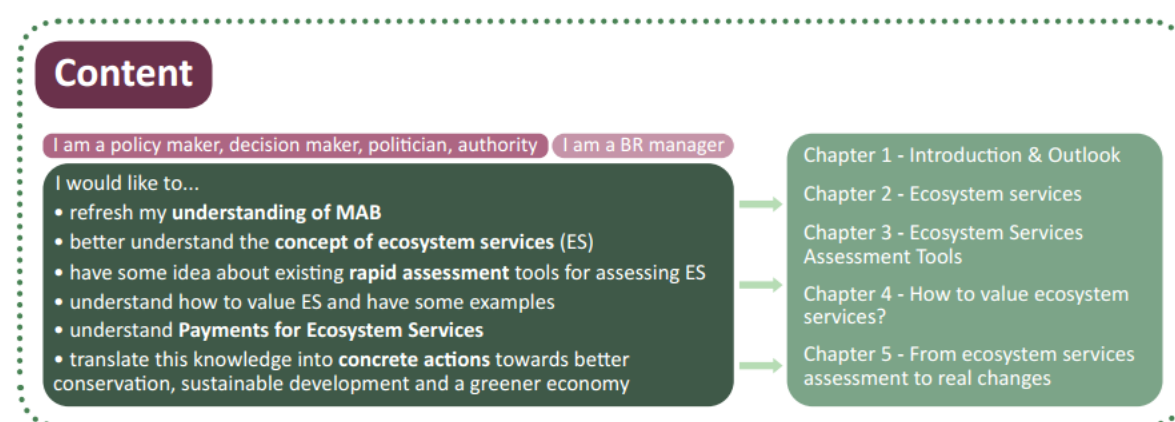 Content
I am a policy maker, decision maker, politician, authority
I am a BR manager
I would like to...
• refresh my understanding of MAB
• better understand the concept of ecosystem services (ES)
• have some idea about existing rapid assessment tools for assessing ES
• understand how to value ES and have some examples
• understand Payments for Ecosystem Services
• translate this knowledge into concrete actions towards better
conservation, sustainable development and a greener economy
Chapter 1 - Introduction & Outlook
Chapter 2 - Ecosystem services
Chapter 3 - Ecosystem Services
Assessment Tools
Chapter 4 - How to value ecosystem
services?
Chapter 5 - From ecosystem services
assessment to real changes